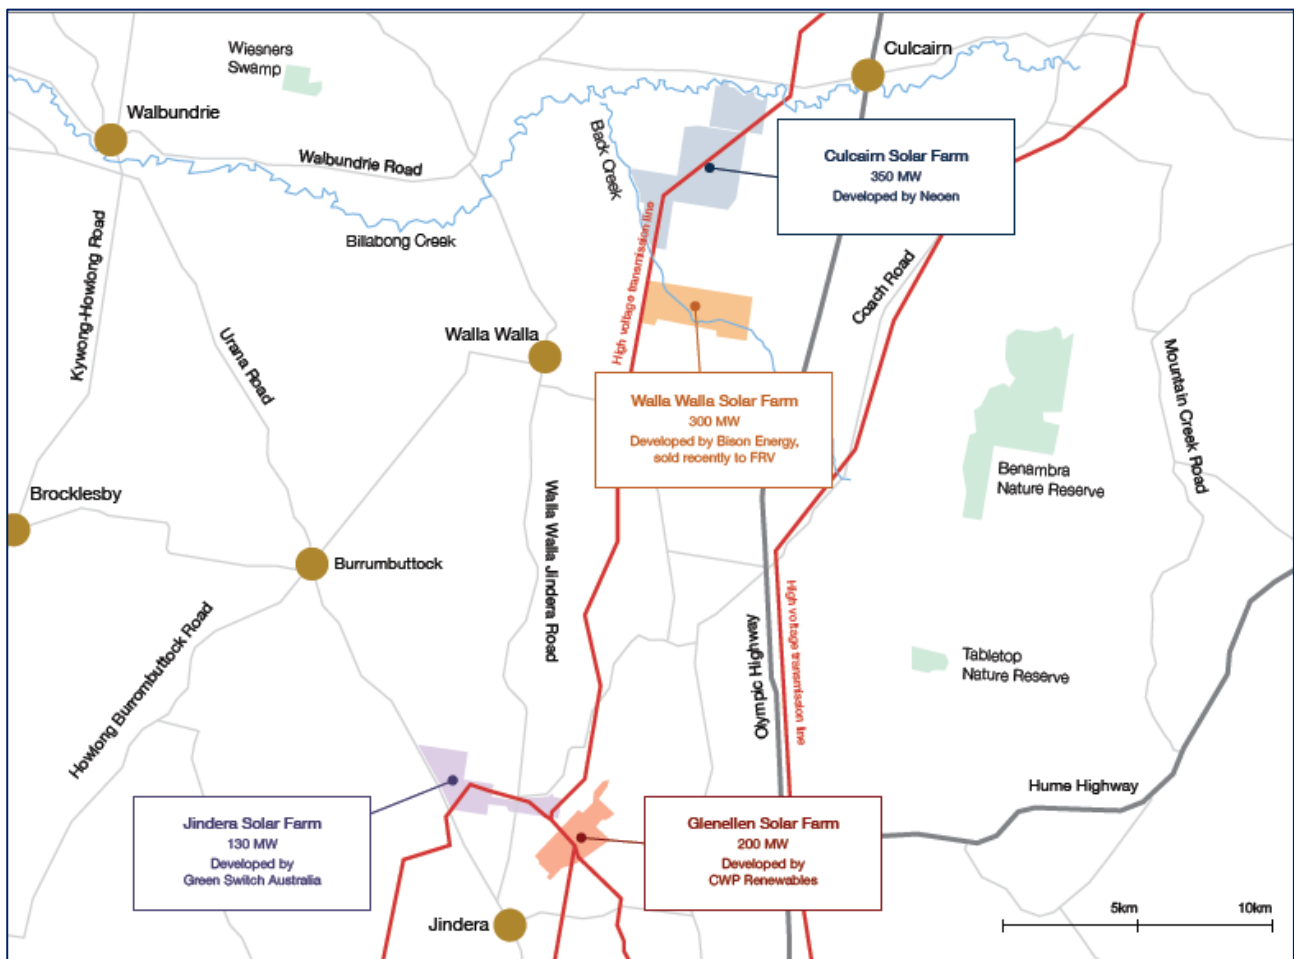 Wiesners
Swamp
Culcairn
Walbundrie
Back Creek
Walbundrie Road
Culcairn Solar Farm
350 MW
Developed by Neoen
Billabong Creek
Kywong-Howlong Road
High voltage transmission line
Coach Road
Urana Road
Walla Walla
Mountain Creek Road
Walla Walla Solar Farm
300 MW
Developed by Bison Energy,
sold recently to FRV
Benambra
Nature Reserve
Brocklesby
Walla Walla Jindera Road
Burrumbuttock
High voltage transmission line
Olympic Highway
Howlong Burrombuttock Road
Tabletop
Nature Reserve
Hume Highway
Jindera Solar Farm
130 MW
Developed by
Green Switch Australia
Glenellen Solar Farm
200 MW
Developed by
CWP Renewables
Jindera
5km
10km